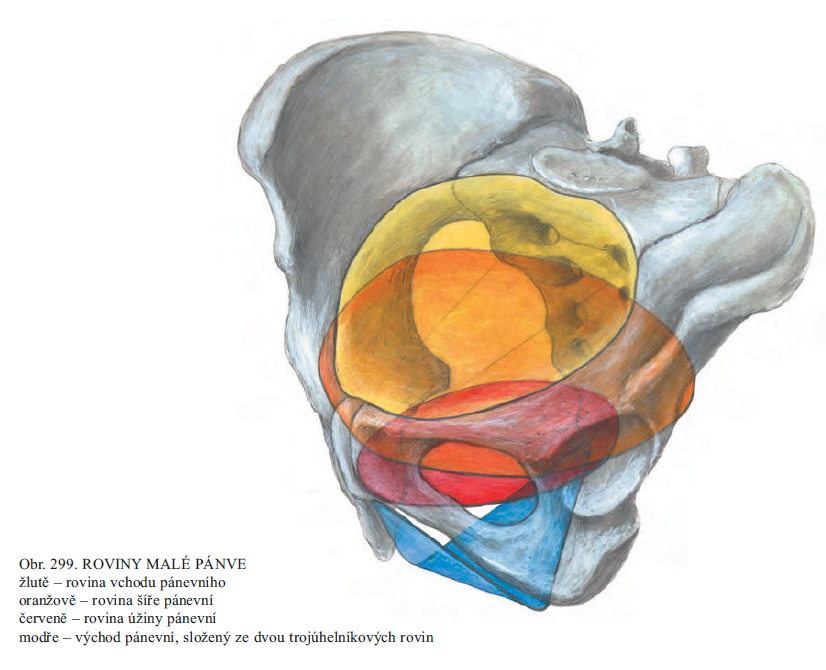 Obr. 299. ROVINY MALÉ PÁNVE
žlutě – rovina vchodu pánevního
oranžově – rovina šíře pánevní
červeně – rovina úžiny pánevní
modře – východ pánevní, složený ze dvou trojúhelníkových rovin